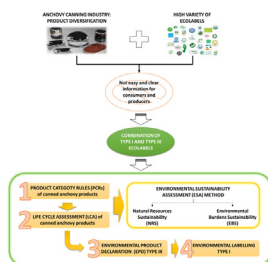 ANCHOVY CANNING INDUSTRY:
PRODUCT DIVERSIFICATION
HIGH VARIETY OF
ECOLABELS
Not easy and clear
information for
consumers and
producers.
COMBINATION OF
TYPE I AND TYPE III
ECOLABELS
1 PRODUCT CATEGORY RULES (PCRs)
of canned anchovy products
2 LIFE CYCLE ASSESSMENT (LCA) of
canned anchovy products
ENVIRONMENTAL SUSTAINABILITY
ASSESSMENT (ESA) METHOD
Natural Resources
Sustainability
(NRS)
Environmental
Burdens Sustainability
(EBS)
3 ENVIRONMENTAL PRODUCT
DECLARATION (EPD) TYPE III
4 ENVIRONMENTAL LABELLING
TYPE I